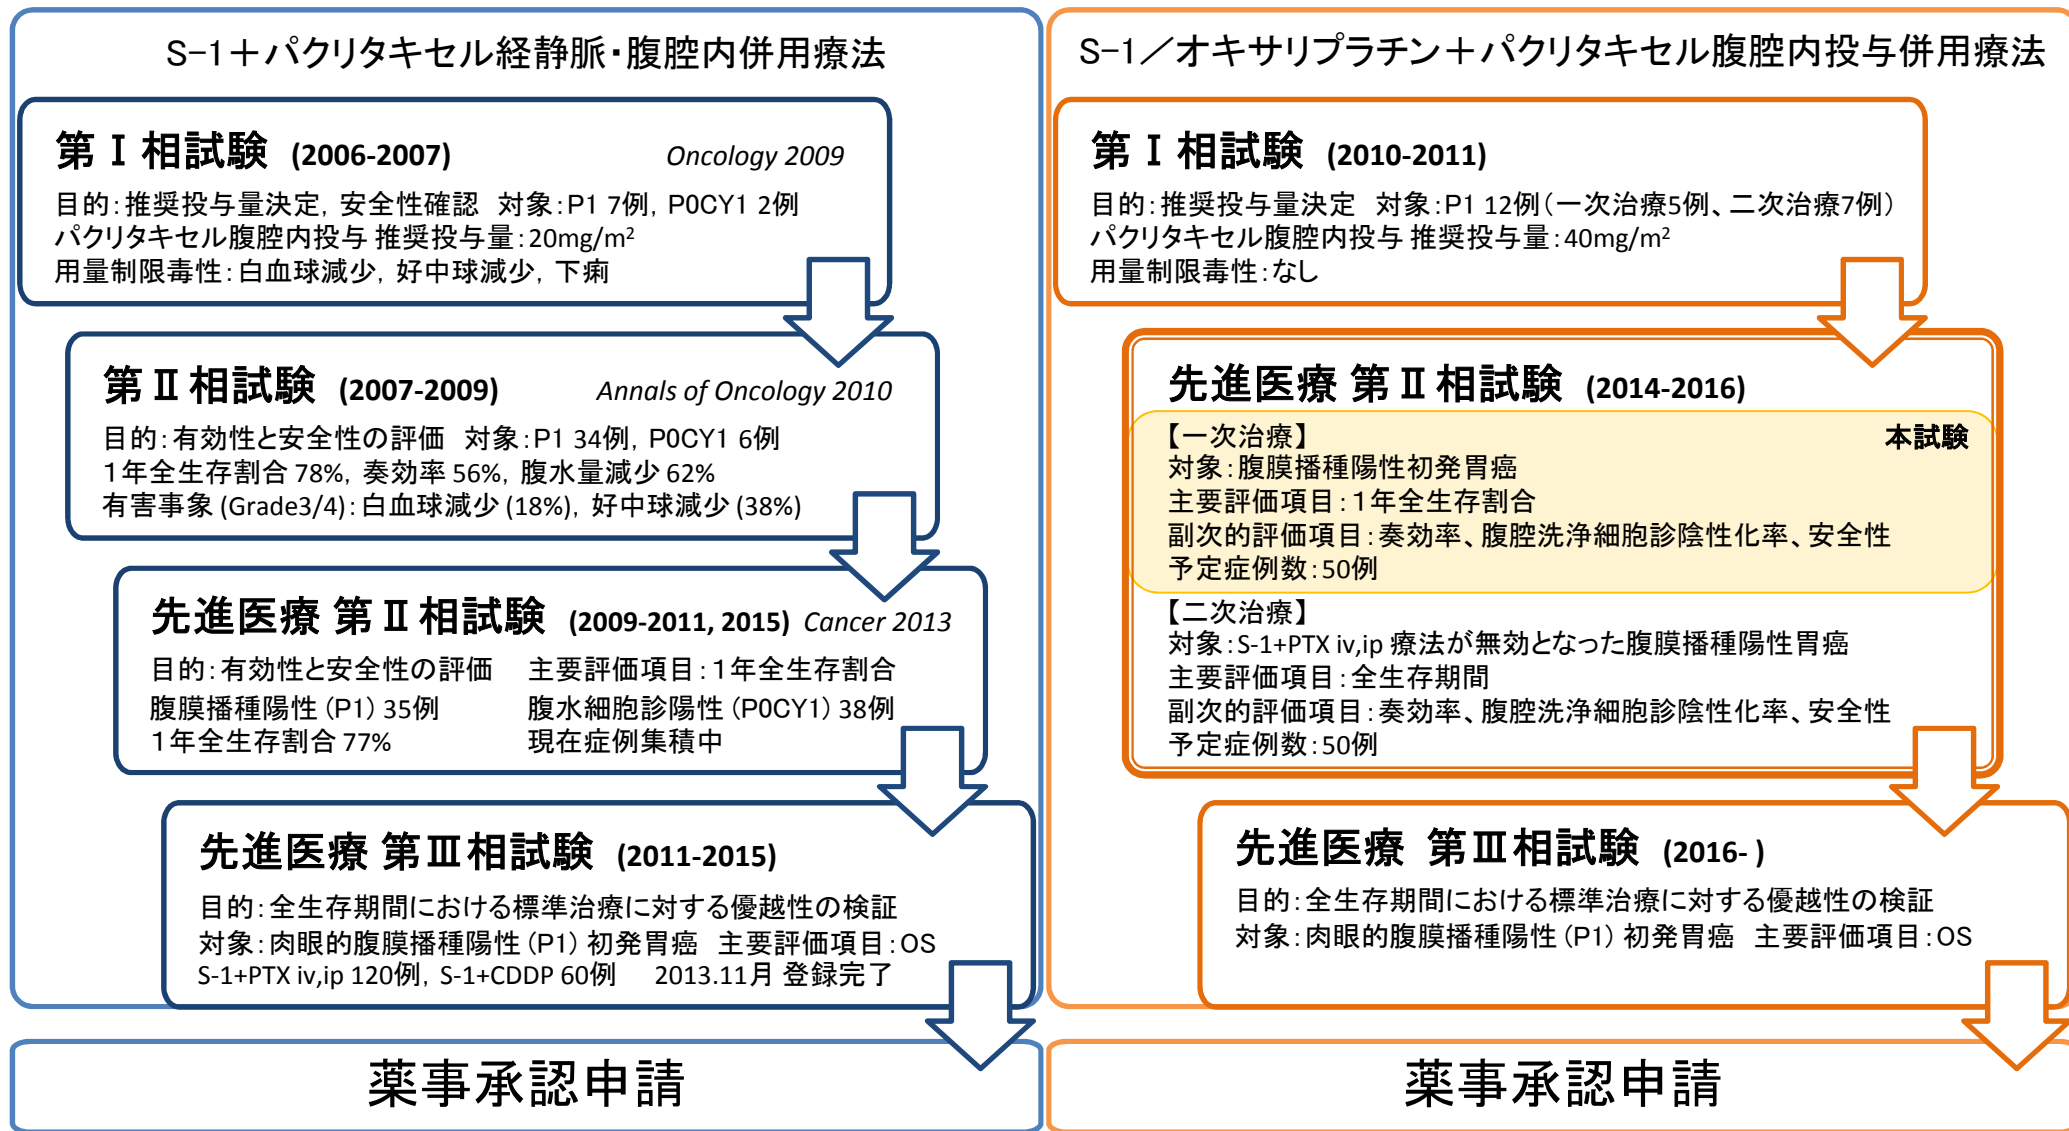 S-1＋パクリタキセル経静脈・腹腔内併用療法
第Ⅰ相試験 (2006-2007) Oncology 2009
目的：推奨投与量決定，安全性確認 対象：P1 7例，P0CY1 2例
パクリタキセル腹腔内投与 推奨投与量：20mg/m²
用量制限毒性：白血球減少，好中球減少，下痢
第Ⅱ相試験 (2007-2009) Annals of Oncology 2010
目的：有効性と安全性の評価 対象：P1 34例，P0CY1 6例
1年全生存割合 78%，奏効率 56%，腹水量減少 62%
有害事象 (Grade3/4)：白血球減少 (18%)，好中球減少 (38%)
先進医療 第Ⅱ相試験 (2009-2011, 2015) Cancer 2013
目的：有効性と安全性の評価 主要評価項目：1年全生存割合
腹膜播種陽性 (P1) 35例 腹水細胞診陽性 (P0CY1) 38例
1年全生存割合 77% 現在症例集積中
先進医療 第Ⅲ相試験 (2011-2015)
目的：全生存期間における標準治療に対する優越性の検証
対象：肉眼的腹膜播種陽性 (P1) 初発胃癌 主要評価項目：OS
S-1+PTX iv,ip 120例，S-1+CDDP 60例 2013.11月 登録完了
薬事承認申請
S-1／オキサリプラチン＋パクリタキセル腹腔内投与併用療法
第Ⅰ相試験 (2010-2011)
目的：推奨投与量決定 対象：P1 12例（一次治療5例、二次治療7例）
パクリタキセル腹腔内投与 推奨投与量：40mg/m²
用量制限毒性：なし
先進医療 第Ⅱ相試験 (2014-2016)
【一次治療】 本試験
対象：腹膜播種陽性初発胃癌
主要評価項目：1年全生存割合
副次的評価項目：奏効率、腹腔洗浄細胞診陰性化率、安全性
予定症例数：50例
【二次治療】
対象：S-1+PTX iv,ip 療法が無効となった腹膜播種陽性胃癌
主要評価項目：全生存期間
副次的評価項目：奏効率、腹腔洗浄細胞診陰性化率、安全性
予定症例数：50例
先進医療 第Ⅲ相試験 (2016- )
目的：全生存期間における標準治療に対する優越性の検証
対象：肉眼的腹膜播種陽性 (P1) 初発胃癌 主要評価項目：OS
薬事承認申請